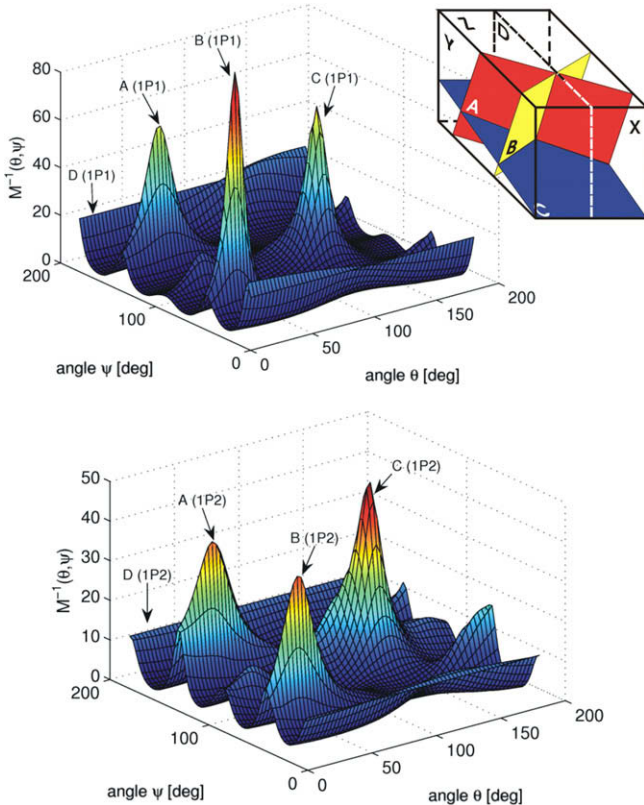 B (1P1)
A (1P1)
C (1P1)
D (1P1)
M⁻¹(θ,ψ)
80
60
40
20
0
200
100
0
angle ψ [deg]
0
50
100
150
200
angle θ [deg]
Y
Z
D
X
A
B
C
C (1P2)
A (1P2)
B (1P2)
D (1P2)
M⁻¹(θ,ψ)
50
40
30
20
10
0
200
100
0
angle ψ [deg]
0
50
100
150
200
angle θ [deg]